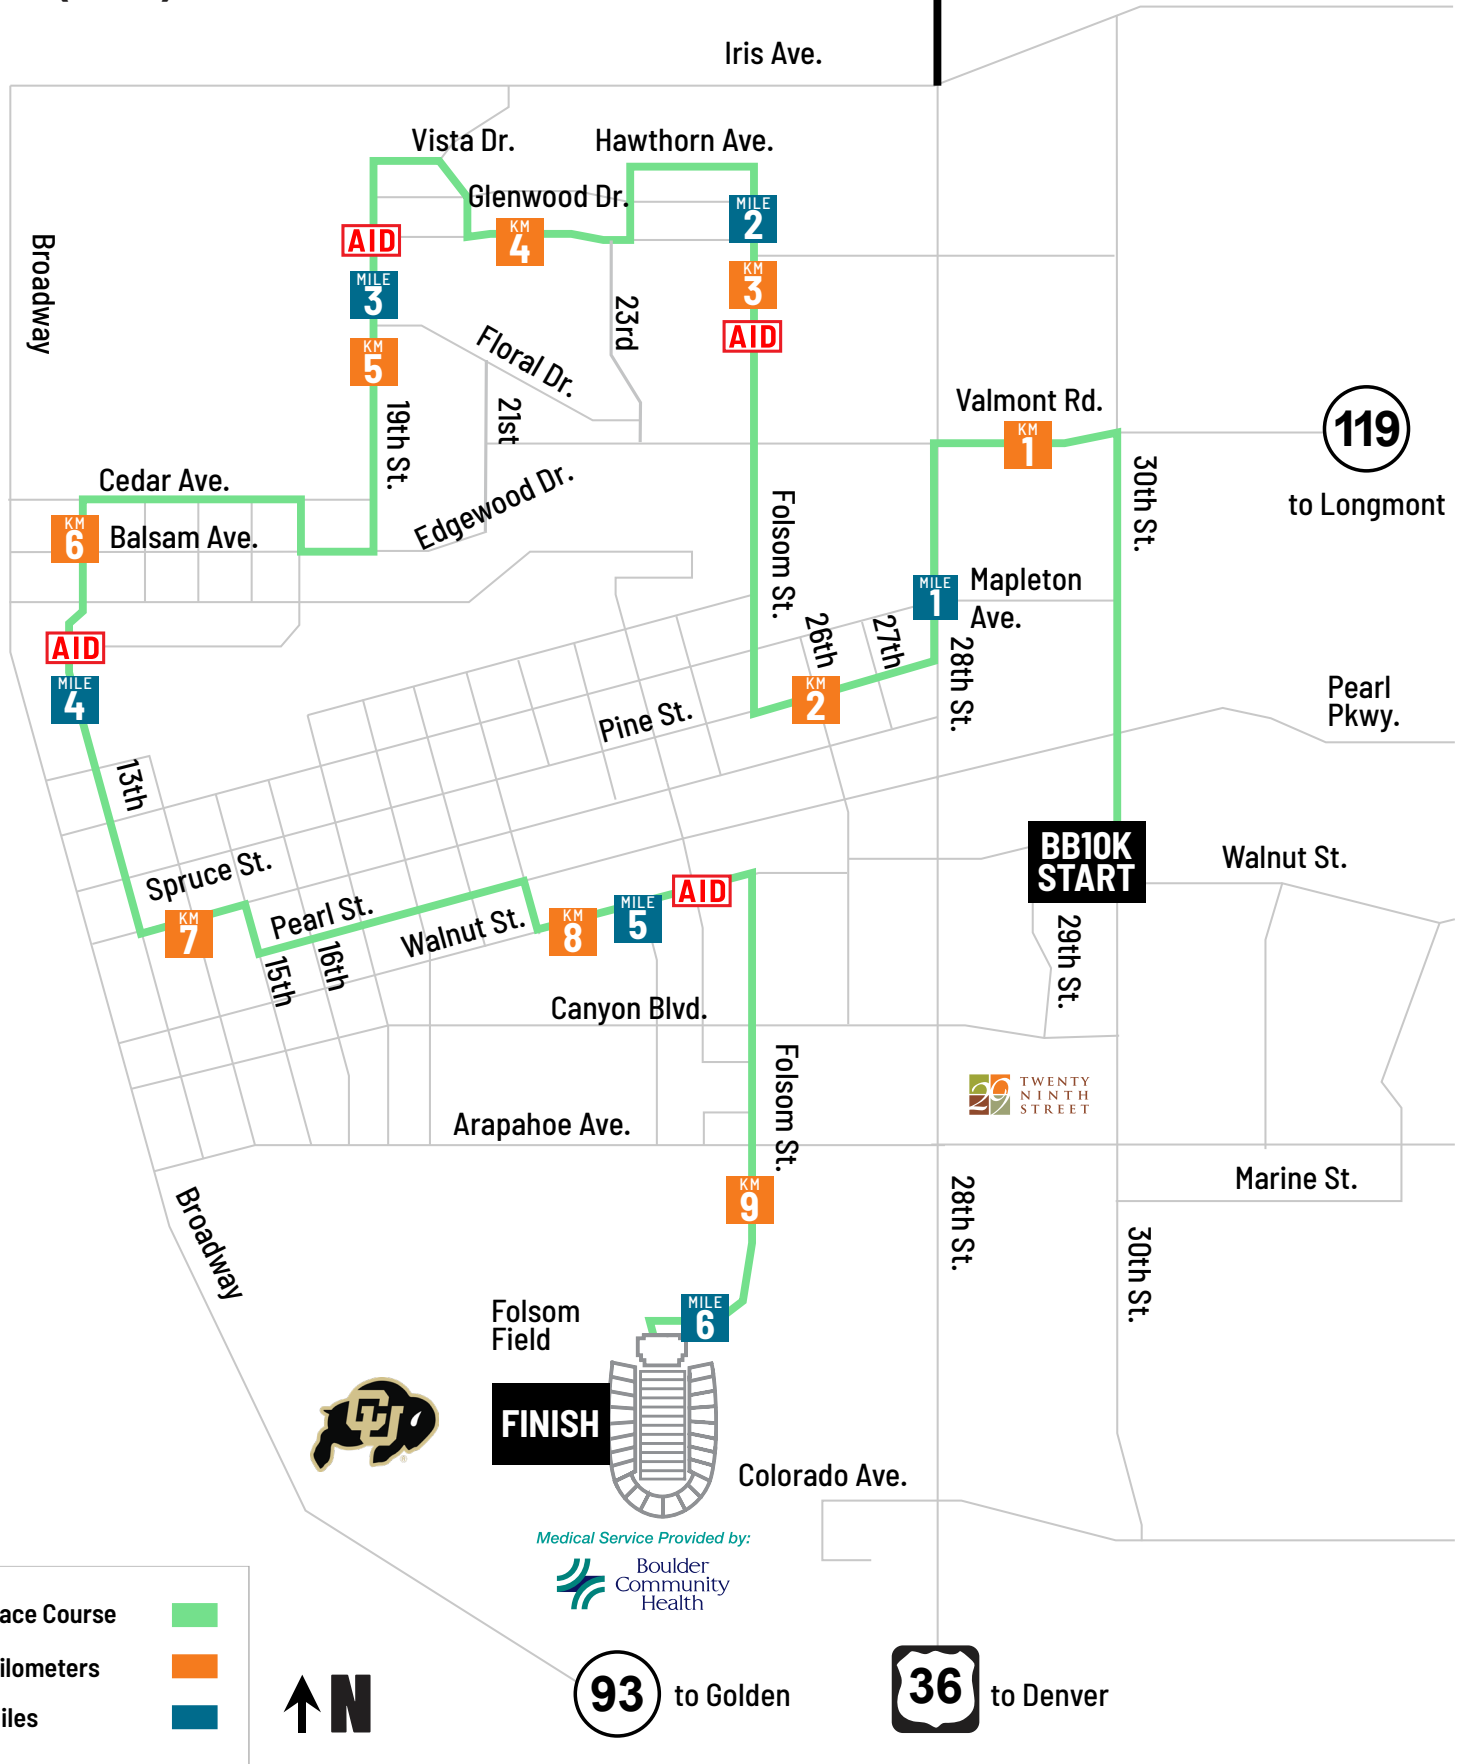 Iris Ave.
Vista Dr.
Hawthorn Ave.
Glenwood Dr.
MILE
2
KM
4
AID
Broadway
KM
3
MILE
3
23rd
AID
Floral Dr.
KM
5
Valmont Rd.
119
19th St.
21st
KM
1
30th St.
to Longmont
Cedar Ave.
Edgewood Dr.
Folsom St.
KM
6
Balsam Ave.
MILE
1
Mapleton
Ave.
26th
27th
28th St.
AID
MILE
4
KM
2
Pine St.
Pearl
Pkwy.
13th
BB10K
START
Walnut St.
Spruce St.
AID
Pearl St.
KM
7
Walnut St.
KM
8
MILE
5
29th St.
15th
16th
Canyon Blvd.
Folsom St.
29
TWENTY
NINTH
STREET
Arapahoe Ave.
Marine St.
KM
9
28th St.
Broadway
30th St.
Folsom
Field
MILE
6
CU
®
FINISH
Colorado Ave.
Medical Service Provided by:
Boulder
Community
Health
ace Course
ilometers
iles
N
93
to Golden
36
to Denver